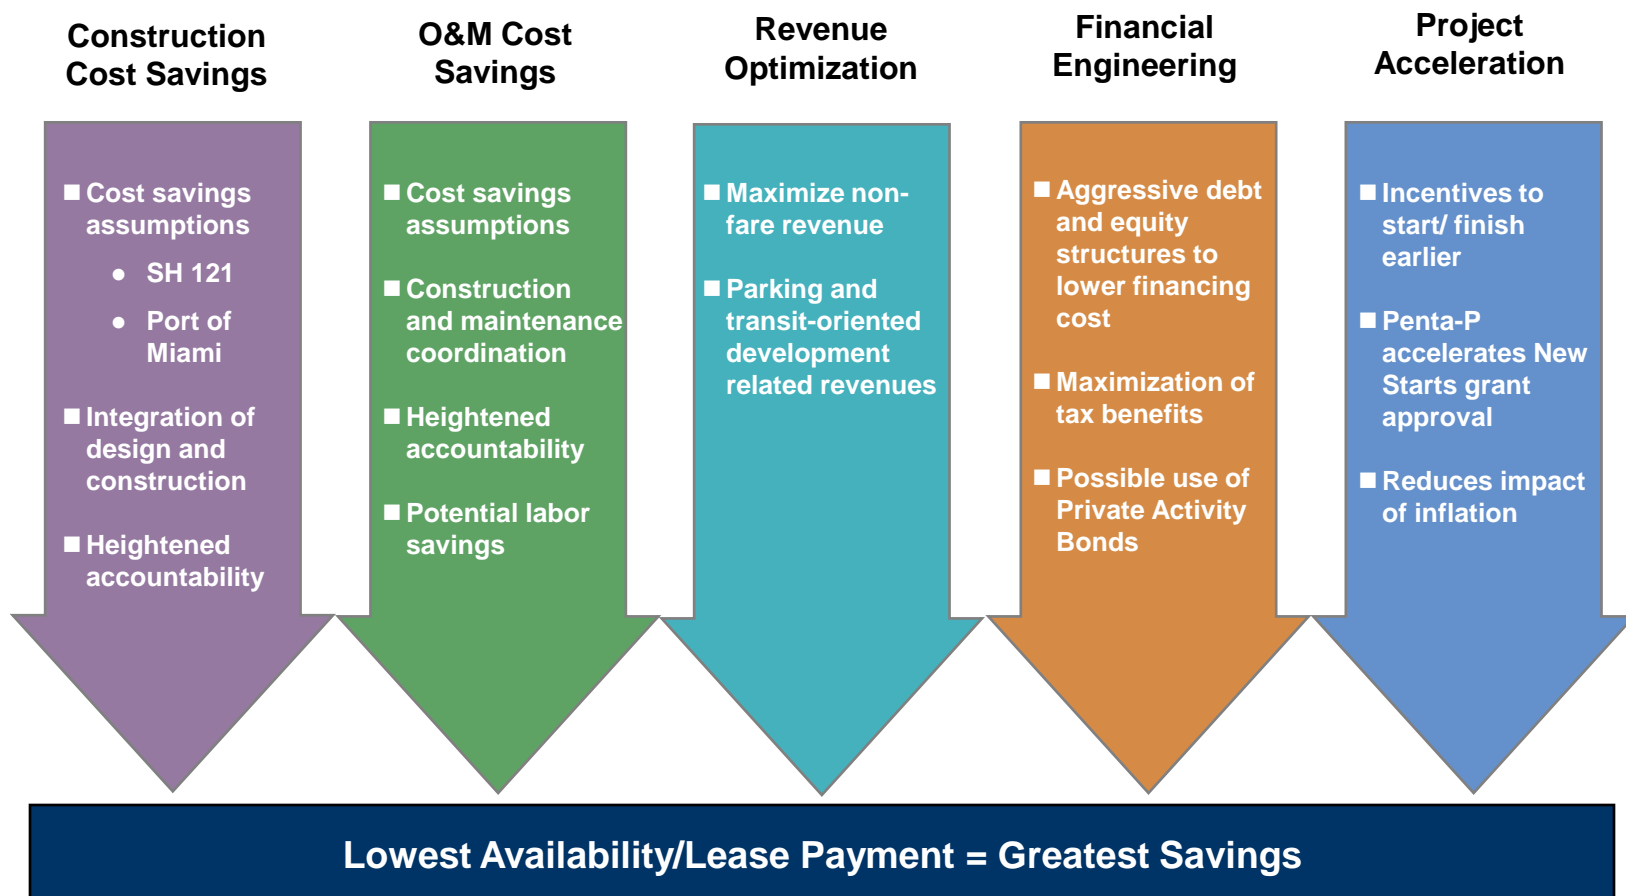 Construction
Cost Savings
■ Cost savings
assumptions
● SH 121
● Port of
Miami
■ Integration of
design and
construction
■ Heightened
accountability
O&M Cost
Savings
■ Cost savings
assumptions
■ Construction
and maintenance
coordination
■ Heightened
accountability
■ Potential labor
savings
Revenue
Optimization
■ Maximize non-
fare revenue
■ Parking and
transit-oriented
development
related revenues
Financial
Engineering
■ Aggressive debt
and equity
structures to
lower financing
cost
■ Maximization of
tax benefits
■ Possible use of
Private Activity
Bonds
Project
Acceleration
■ Incentives to
start/ finish
earlier
■ Penta-P
accelerates New
Starts grant
approval
■ Reduces impact
of inflation
Lowest Availability/Lease Payment = Greatest Savings